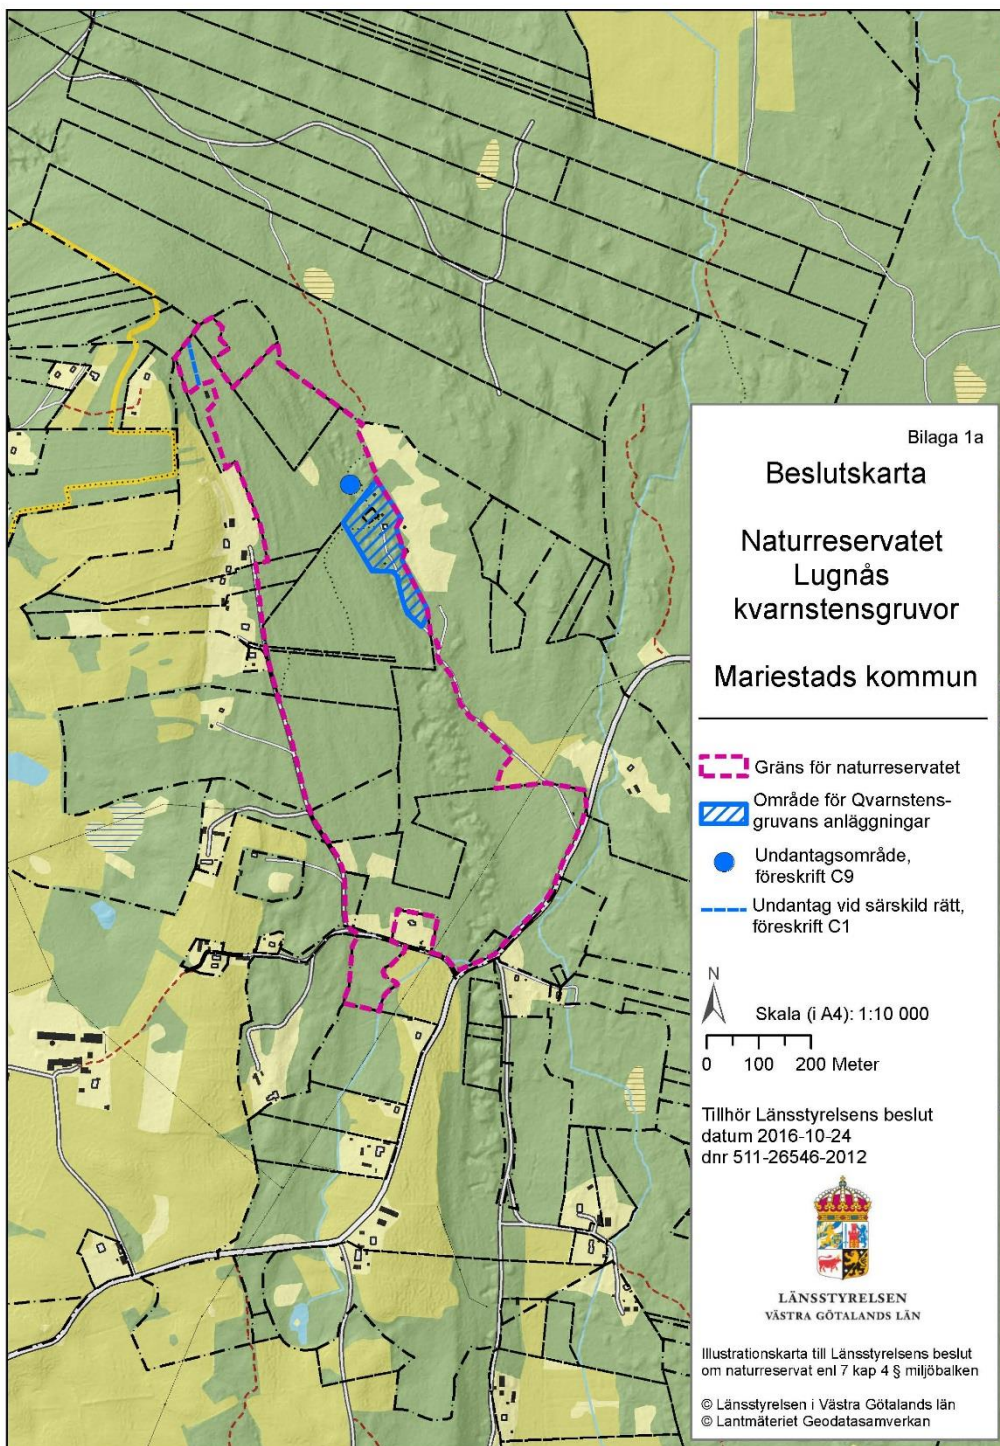 Bilaga 1a
Beslutskarta
Naturreservatet
Lugnås
kvarnstensgruvor
Mariestads kommun
Gräns för naturreservatet
Område för Qvarnstens-
gruvans anläggningar
Undantagsområde,
föreskrift C9
Undantag vid särskild rätt,
föreskrift C1
N
Skala (i A4): 1:10 000
0 100 200 Meter
Tillhör Länsstyrelsens beslut
datum 2016-10-24
dnr 511-26546-2012
LÄNSSTYRELSEN
VÄSTRA GÖTALANDS LÄN
Illustrationskarta till Länsstyrelsens beslut
om naturreservat enl 7 kap 4 § miljöbalken
© Länsstyrelsen i Västra Götalands län
© Lantmäteriet Geodatasamverkan